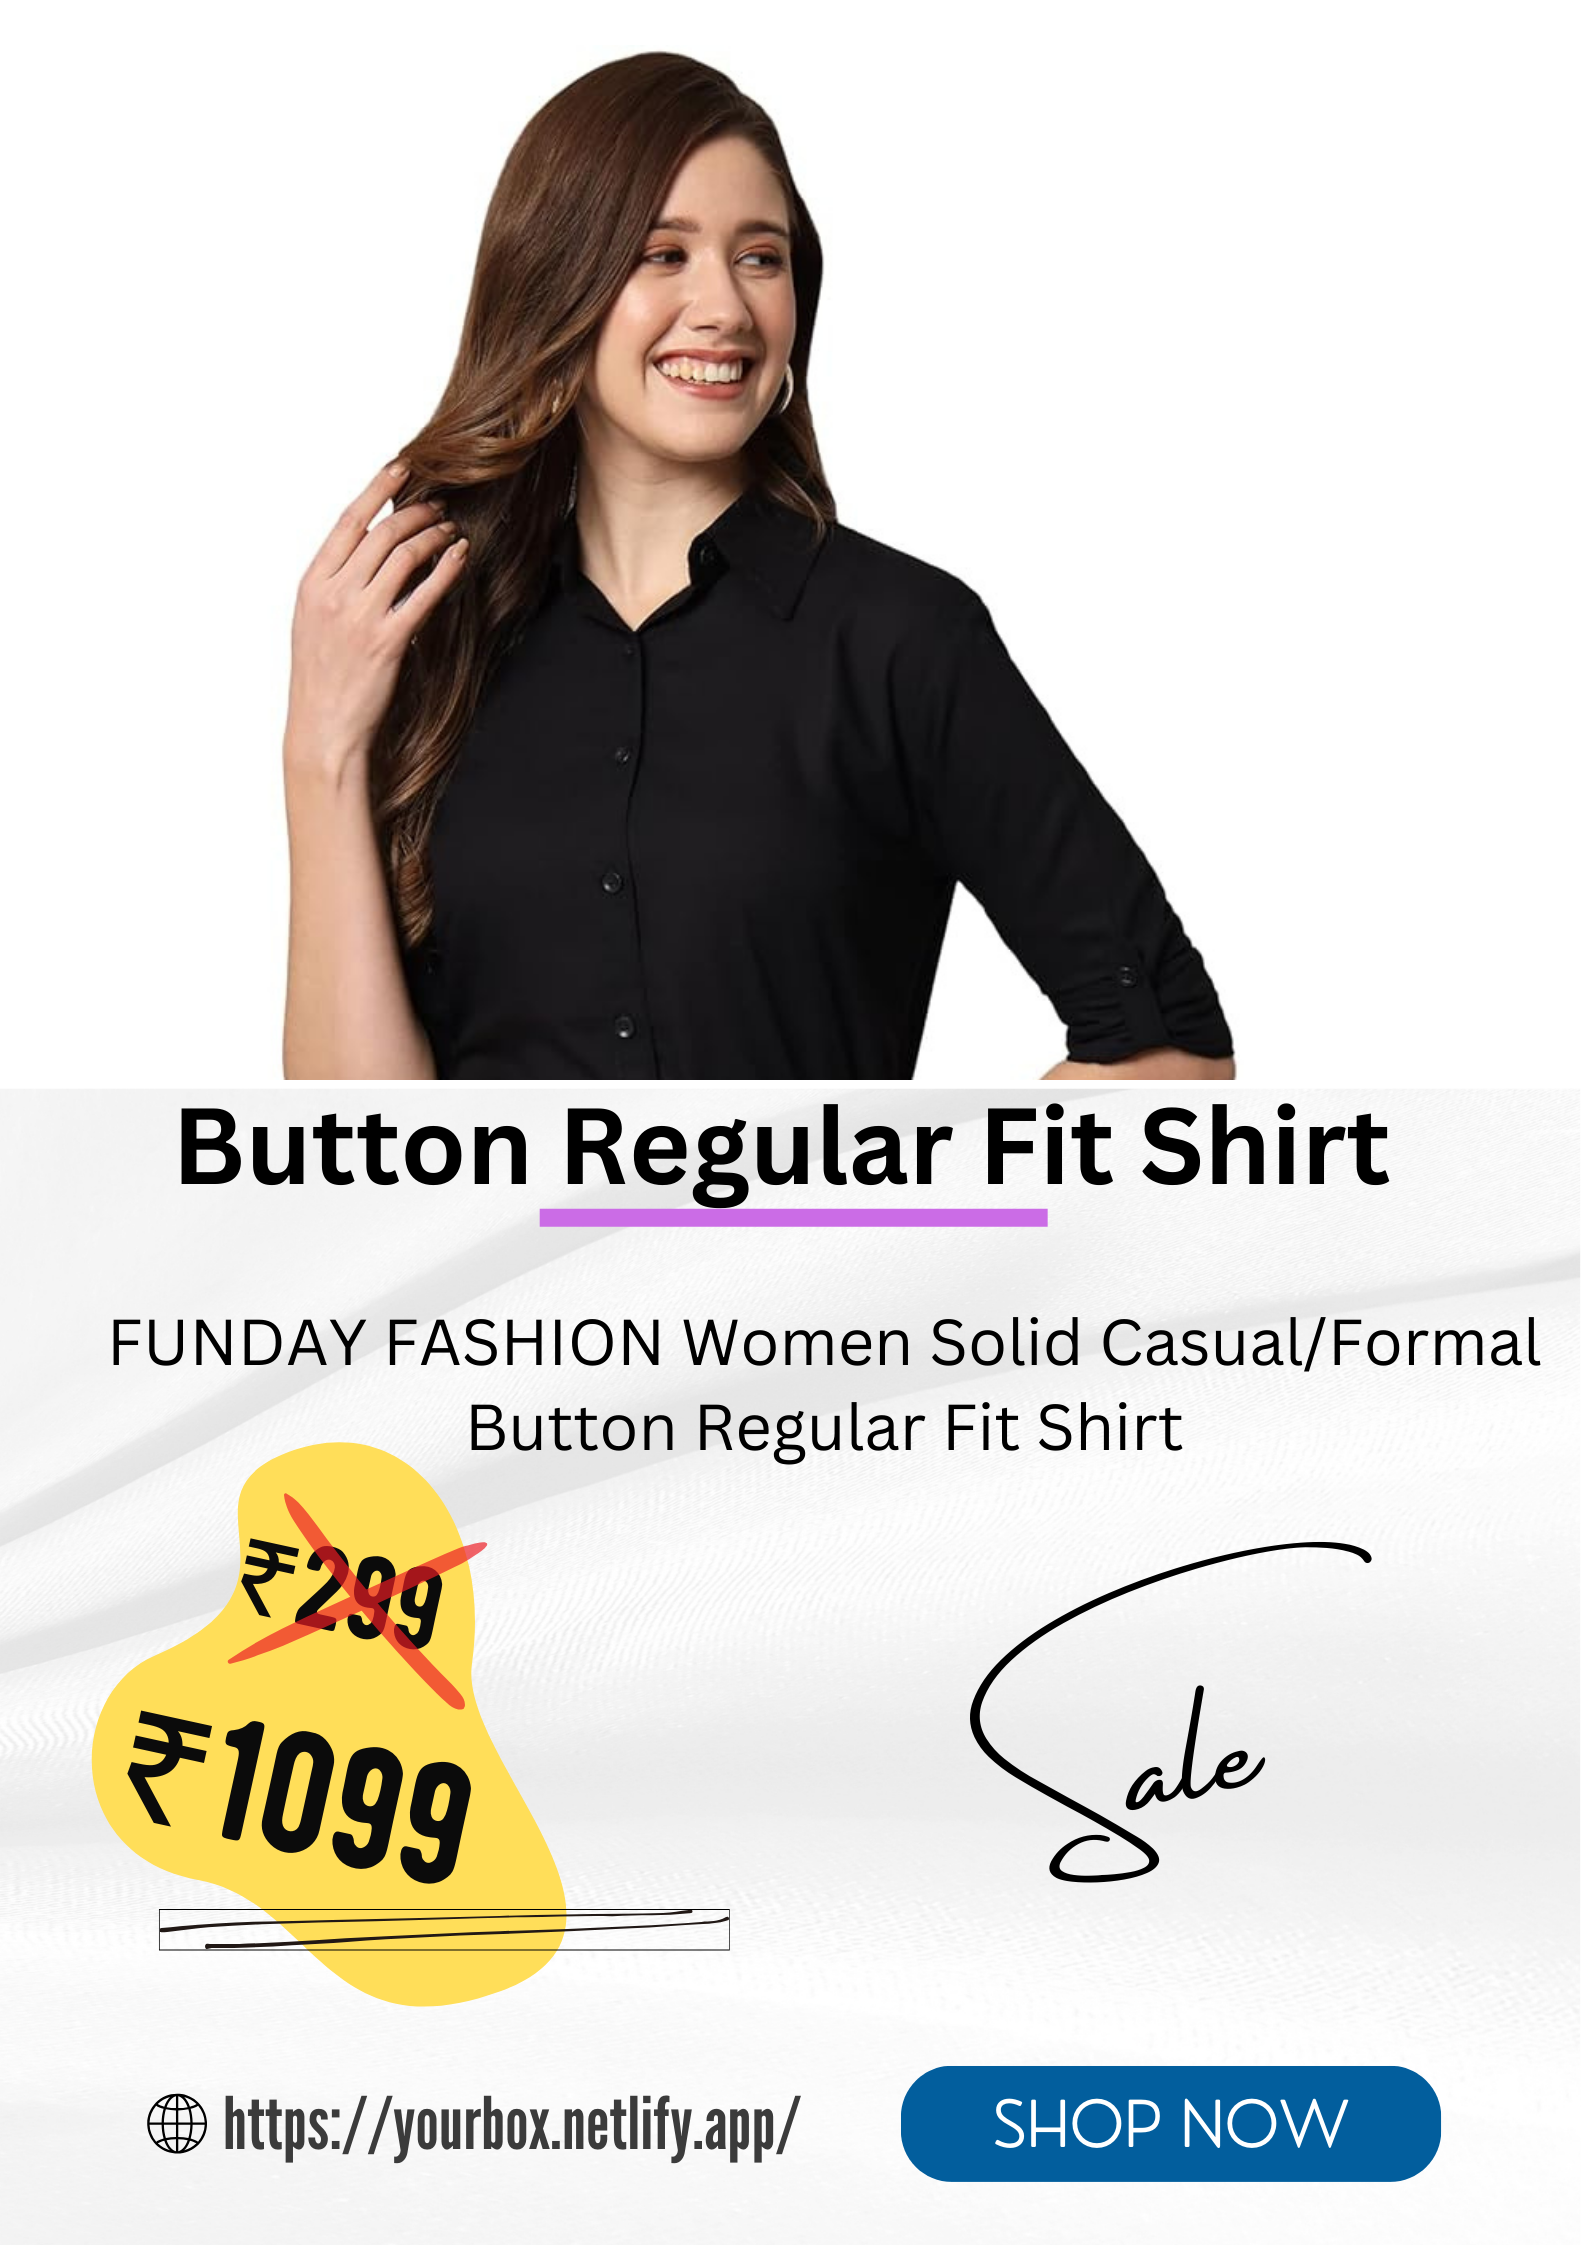 Button Regular Fit Shirt
FUNDAY FASHION Women Solid Casual/Formal
Button Regular Fit Shirt
₹299
₹1099
Sale
https://yourbox.netlify.app/
SHOP NOW